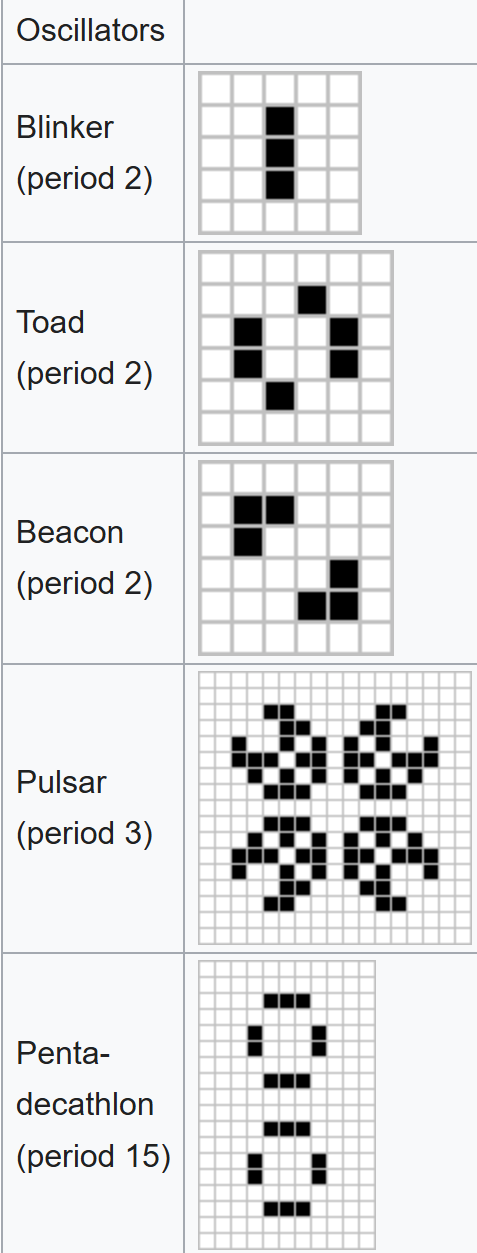 Oscillators
Blinker
(period 2)
Toad
(period 2)
Beacon
(period 2)
Pulsar
(period 3)
Penta-
decathlon
(period 15)